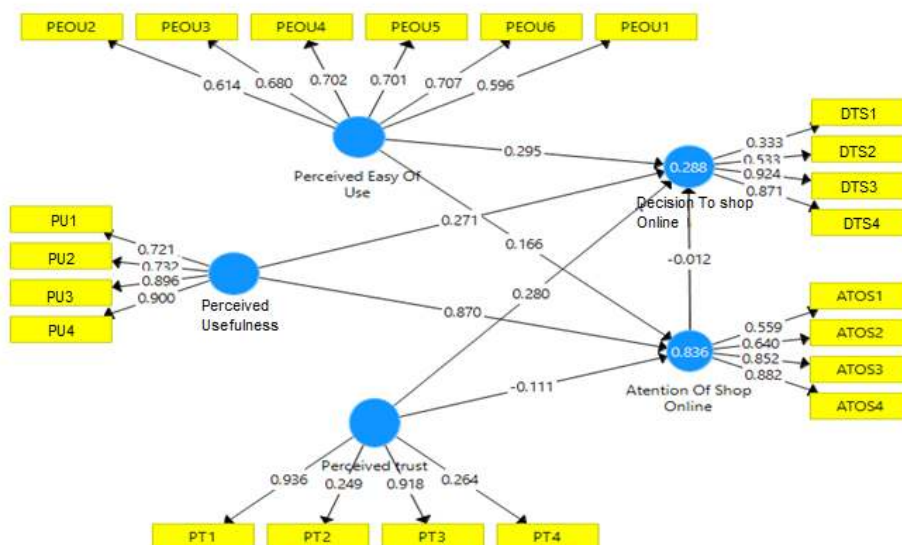 PEOU2 PEOU3 PEOU4 PEOU5 PEOU6 PEOU1
0.614 0.680 0.702 0.701 0.707 0.596
Perceived Easy Of
Use
DTS1
DTS2
DTS3
DTS4
0.333
0.533
0.924
0.871
0.288
Decision To shop
Online
0.295
0.271
0.166
0.280
-0.012
PU1
PU2
PU3
PU4
0.721
0.732
0.896
0.900
Perceived
Usefulness
0.870
-0.111
ATOS1
ATOS2
ATOS3
ATOS4
0.559
0.640
0.852
0.882
0.836
Atention Of Shop
Online
Perceived trust
0.936 0.249 0.918 0.264
PT1 PT2 PT3 PT4